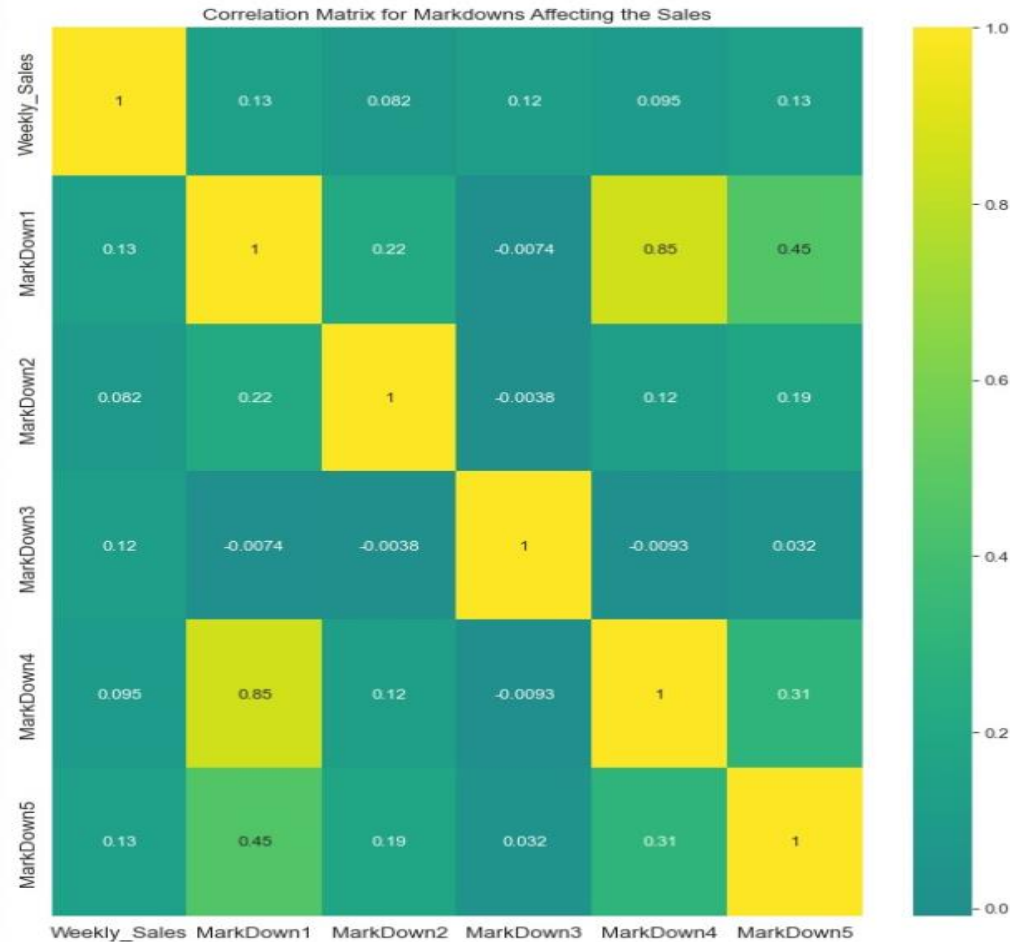 Correlation Matrix for Markdowns Affecting the Sales
Weekly_Sales 1 0.13 0.082 0.12 0.095 0.13
MarkDown1 0.13 1 0.22 -0.0074 0.85 0.45
MarkDown2 0.082 0.22 1 -0.0038 0.12 0.19
MarkDown3 0.12 -0.0074 -0.0038 1 -0.0093 0.032
MarkDown4 0.095 0.85 0.12 -0.0093 1 0.31
MarkDown5 0.13 0.45 0.19 0.032 0.31 1
Weekly_Sales MarkDown1 MarkDown2 MarkDown3 MarkDown4 MarkDown5
1.0
0.8
0.6
0.4
0.2
0.0